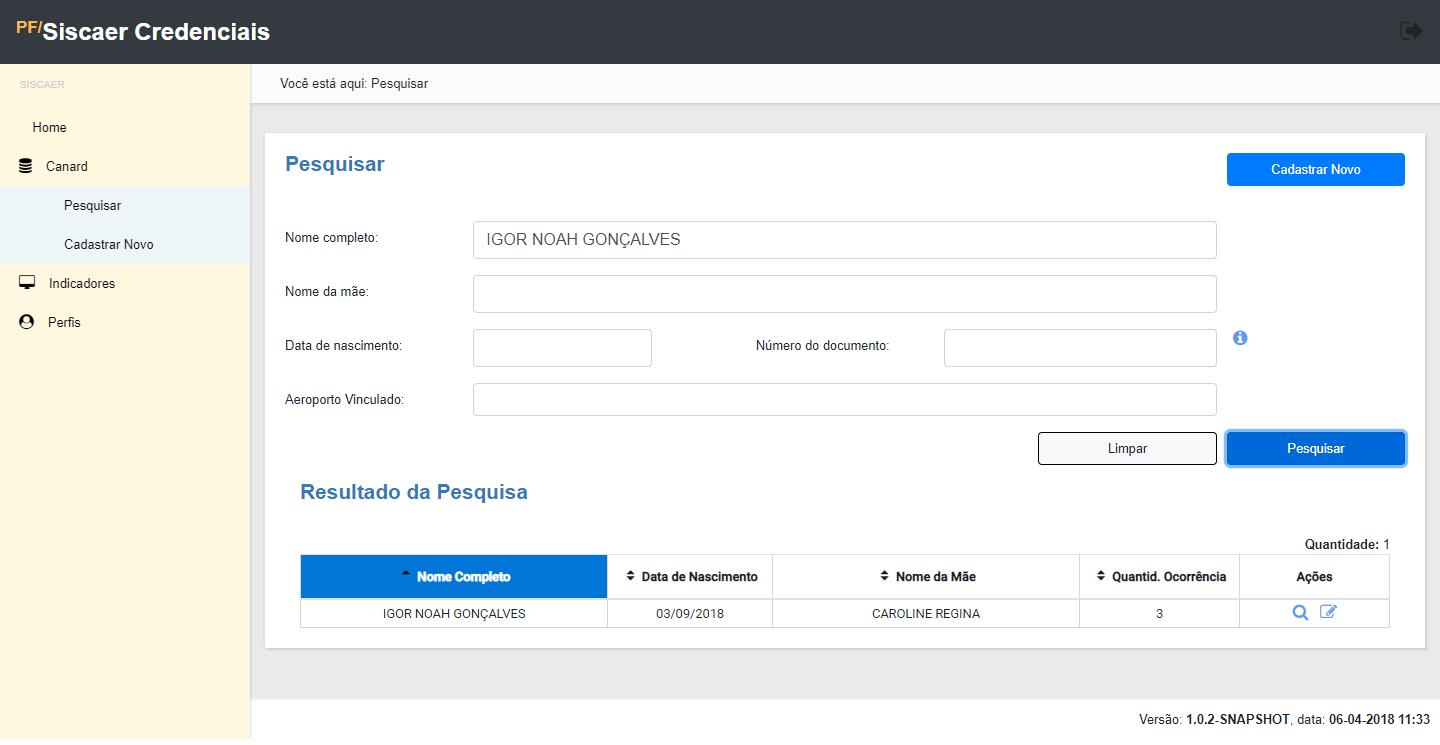 PF/Siscaer Credenciais
SISCAER
Você está aqui: Pesquisar
Home
Canard
Pesquisar
Cadastrar Novo
Indicadores
Perfis
Pesquisar
Cadastrar Novo
Nome completo: IGOR NOAH GONÇALVES
Nome da mãe:
Data de nascimento: Número do documento:
Aeroporto Vinculado:
Limpar Pesquisar
Resultado da Pesquisa
Quantidade: 1
Nome Completo Data de Nascimento Nome da Mãe Quantid. Ocorrência Ações
IGOR NOAH GONÇALVES 03/09/2018 CAROLINE REGINA 3
Versão: 1.0.2-SNAPSHOT, data: 06-04-2018 11:33